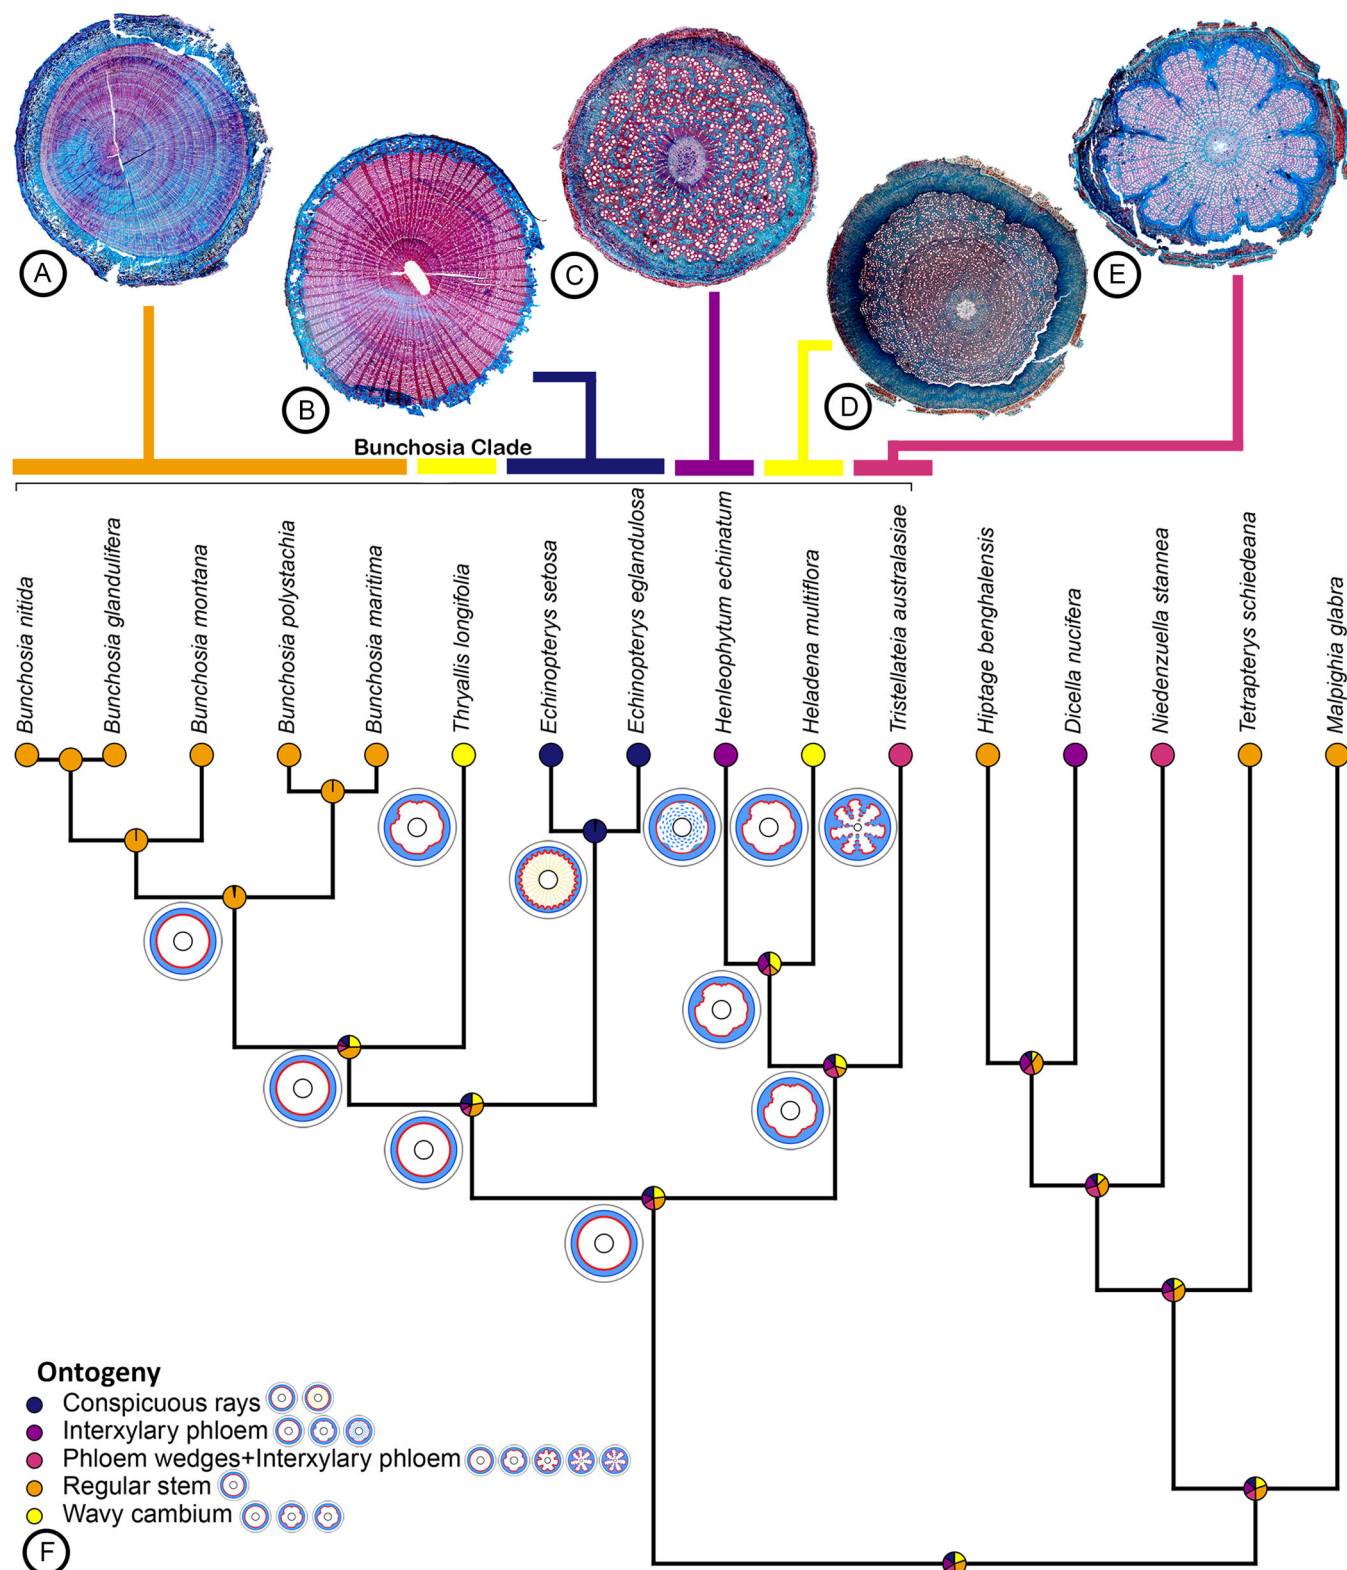 A
B
C
D
E
Bunchosia Clade
Bunchosia nitida
Bunchosia glandulifera
Bunchosia montana
Bunchosia polystachia
Bunchosia maritima
Thryallis longifolia
Echinopterys setosa
Echinopterys eglandulosa
Henleophytum echinatum
Heladena multiflora
Tristellateia australasiae
Hiptage benghalensis
Dicella nucifera
Niedenzuella stannea
Tetrapterys schiedeana
Malpighia glabra
Ontogeny
Conspicuous rays
Interxylary phloem
Phloem wedges+Interxylary phloem
Regular stem
Wavy cambium
F